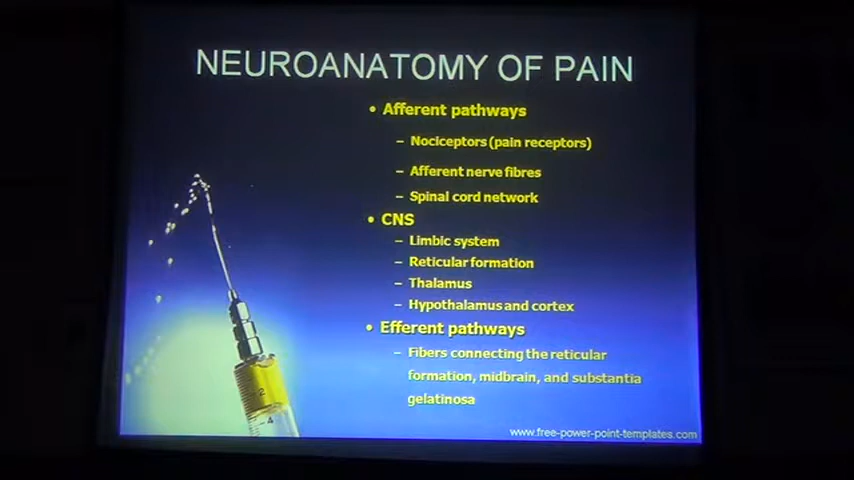 NEUROANATOMY OF PAIN
• Afferent pathways
– Nociceptors (pain receptors)
– Afferent nerve fibres
– Spinal cord network
• CNS
– Limbic system
– Reticular formation
– Thalamus
– Hypothalamus and cortex
• Efferent pathways
– Fibers connecting the reticular
formation, midbrain, and substantia
gelatinosa
2
4
www.free-power-point-templates.com